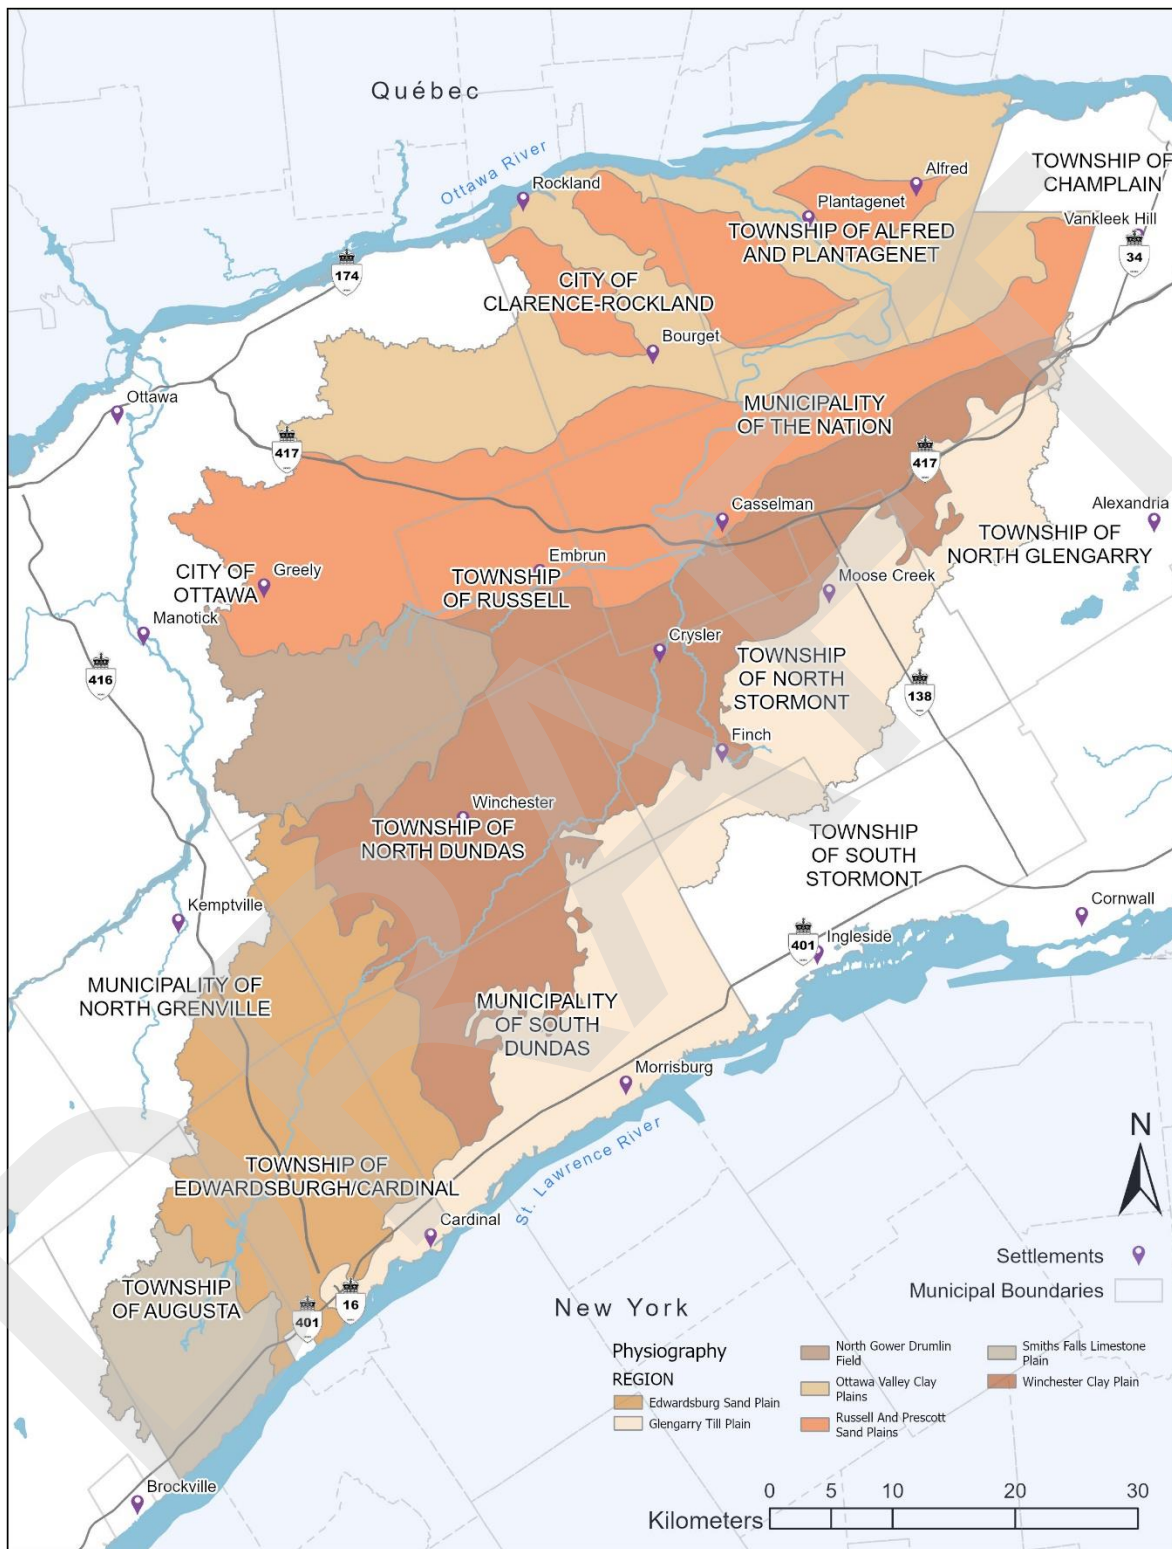 Québec
Ottawa River
Rockland
Alfred
Plantagenet
TOWNSHIP OF
CHAMPLAIN
Vankleek Hill
34
TOWNSHIP OF ALFRED
AND PLANTAGENET
174
CITY OF
CLARENCE-ROCKLAND
Bourget
Ottawa
MUNICIPALITY
OF THE NATION
417
417
Casselman
Alexandria
TOWNSHIP OF
NORTH GLENGARRY
Embrun
CITY OF
OTTAWA
Greely
TOWNSHIP
OF RUSSELL
Moose Creek
Manotick
Crysler
416
TOWNSHIP
OF NORTH
STORMONT
138
Finch
Winchester
TOWNSHIP OF
NORTH DUNDAS
TOWNSHIP
OF SOUTH
STORMONT
Kemptville
Cornwall
401
Ingleside
MUNICIPALITY OF
NORTH GRENVILLE
MUNICIPALITY
OF SOUTH
DUNDAS
Morrisburg
St. Lawrence River
TOWNSHIP OF
EDWARDSBURGH/CARDINAL
Cardinal
TOWNSHIP
OF AUGUSTA
16
401
New York
Brockville
N
Settlements
Municipal Boundaries
Physiography
REGION
Edwardsburg Sand Plain
Glengarry Till Plain
North Gower Drumlin
Field
Ottawa Valley Clay
Plains
Russell And Prescott
Sand Plains
Smiths Falls Limestone
Plain
Winchester Clay Plain
0 5 10 20 30
Kilometers
DRAFT